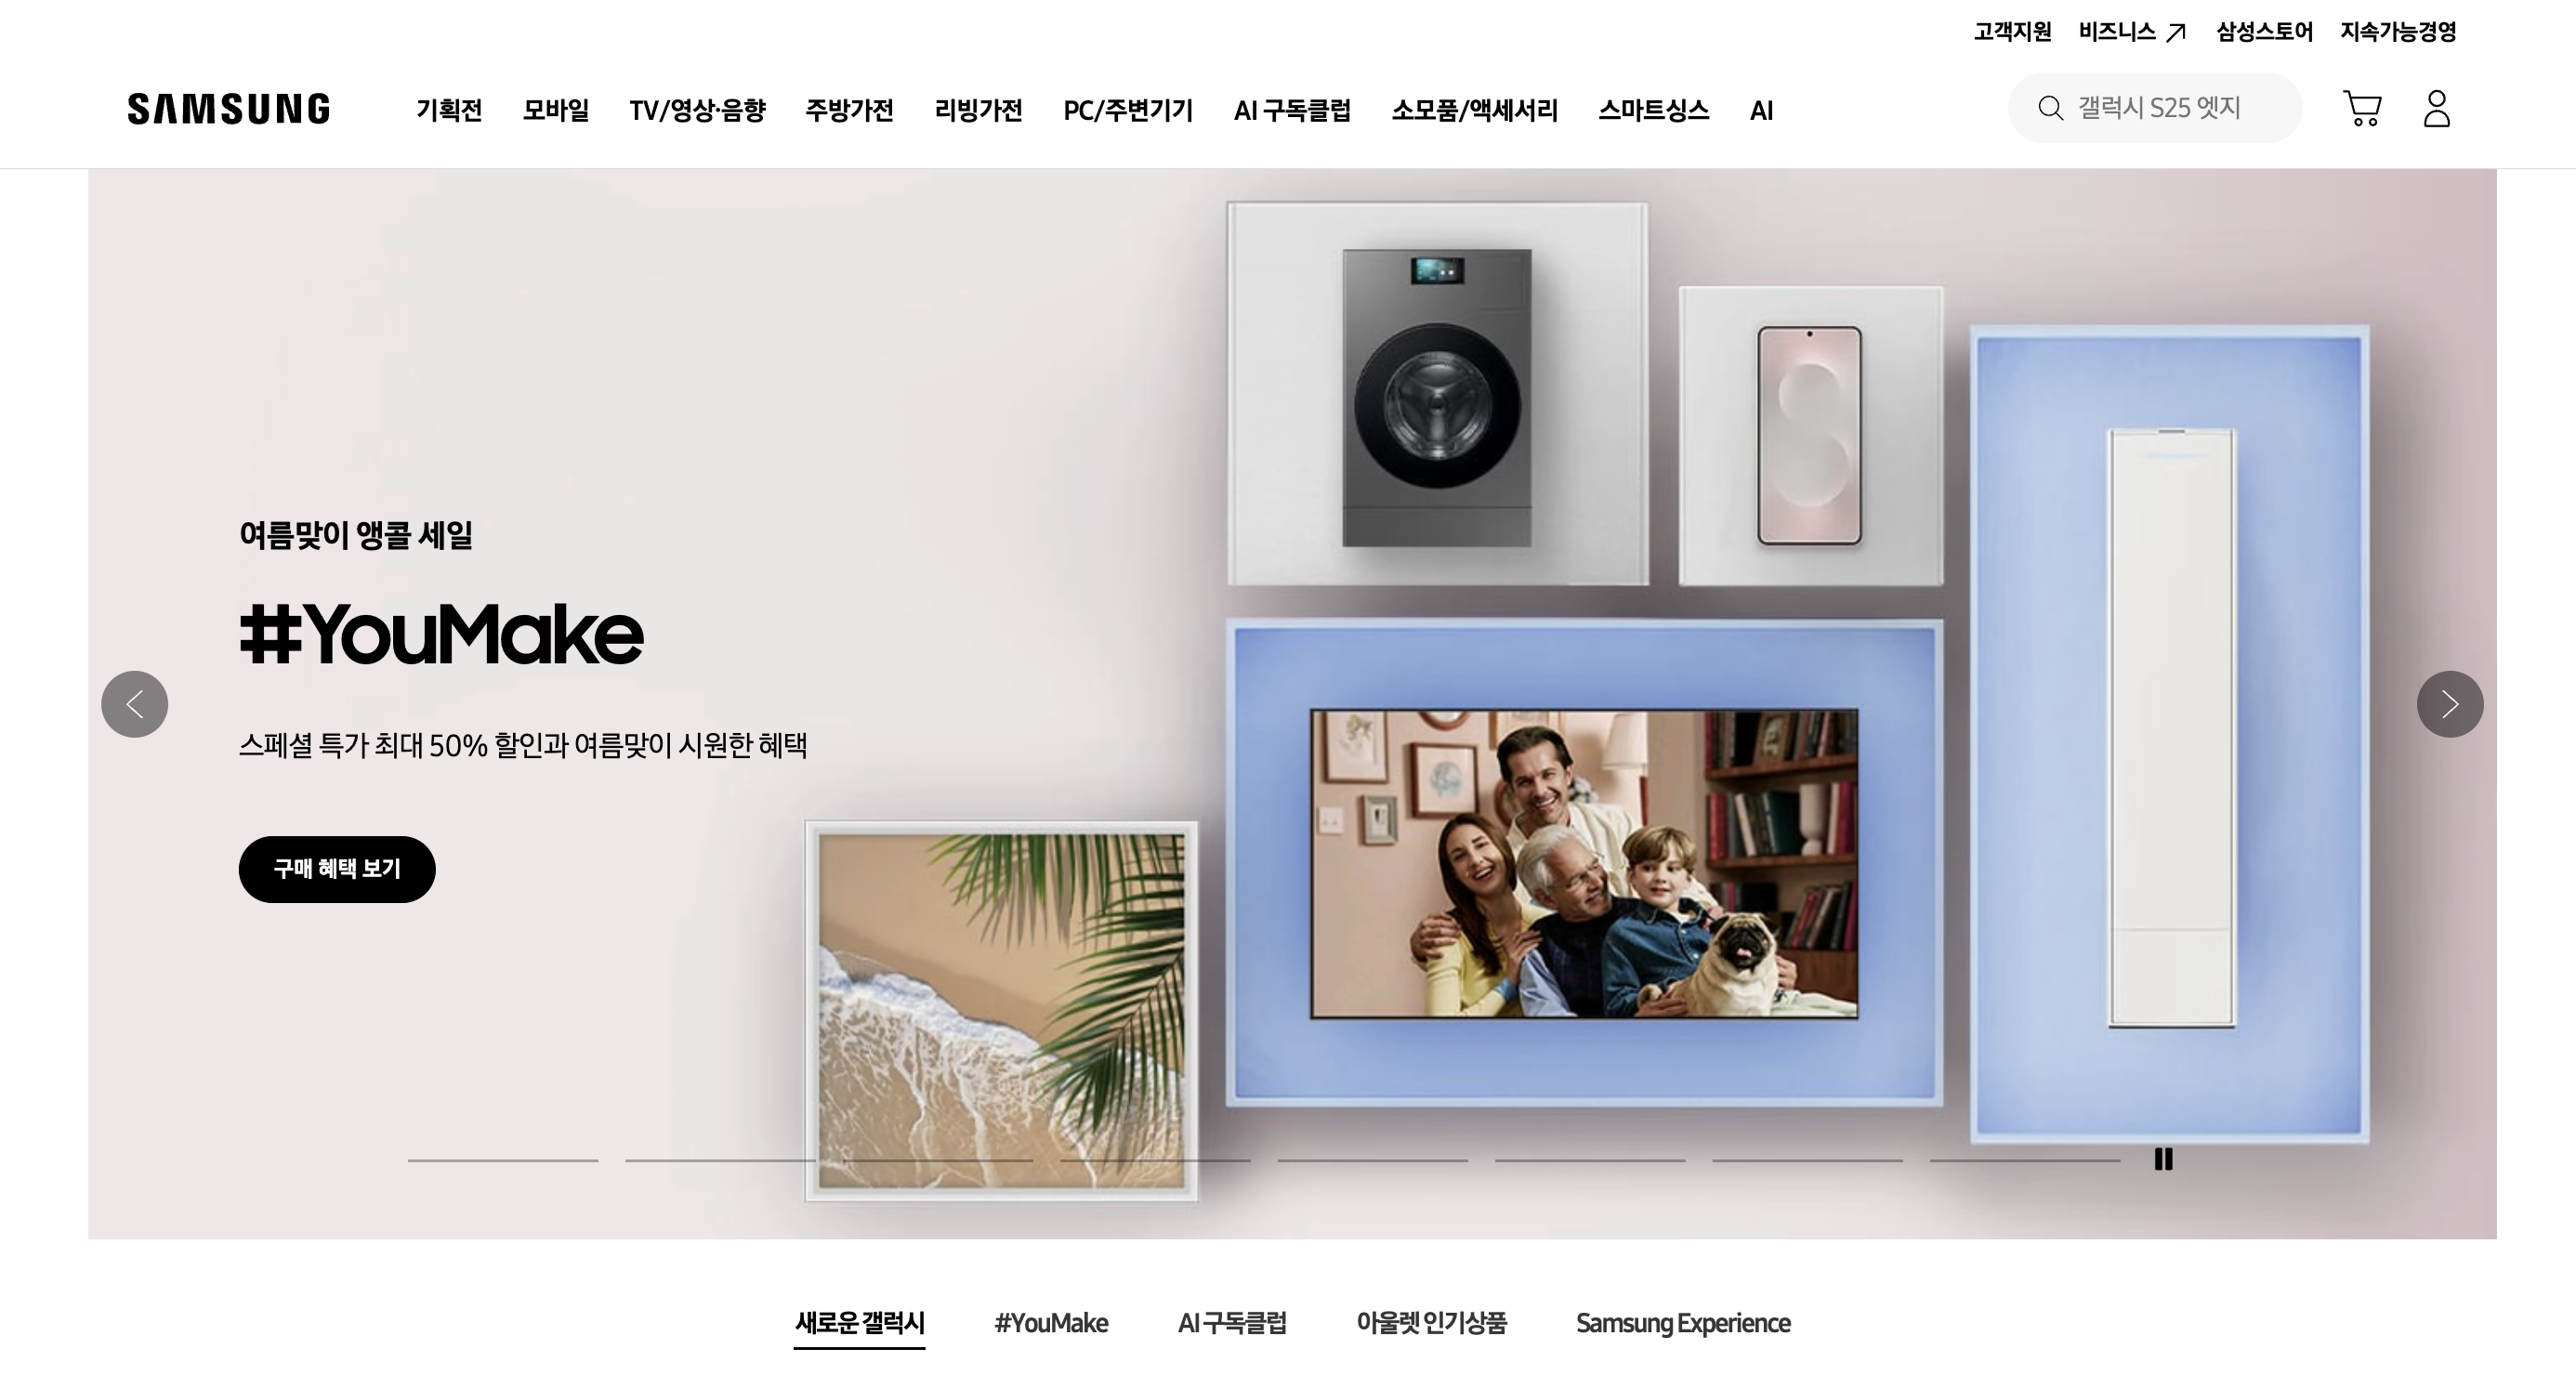 고객지원 비즈니스 삼성스토어 지속가능경영
SAMSUNG 기획전 모바일 TV/영상·음향 주방가전 리빙가전 PC/주변기기 AI 구독클럽 소모품/액세서리 스마트싱스 AI 갤럭시 S25 엣지
여름맞이 앵콜 세일
#YouMake
스페셜 특가 최대 50% 할인과 여름맞이 시원한 혜택
구매 혜택 보기
새로운 갤럭시 #YouMake AI 구독클럽 아울렛 인기상품 Samsung Experience